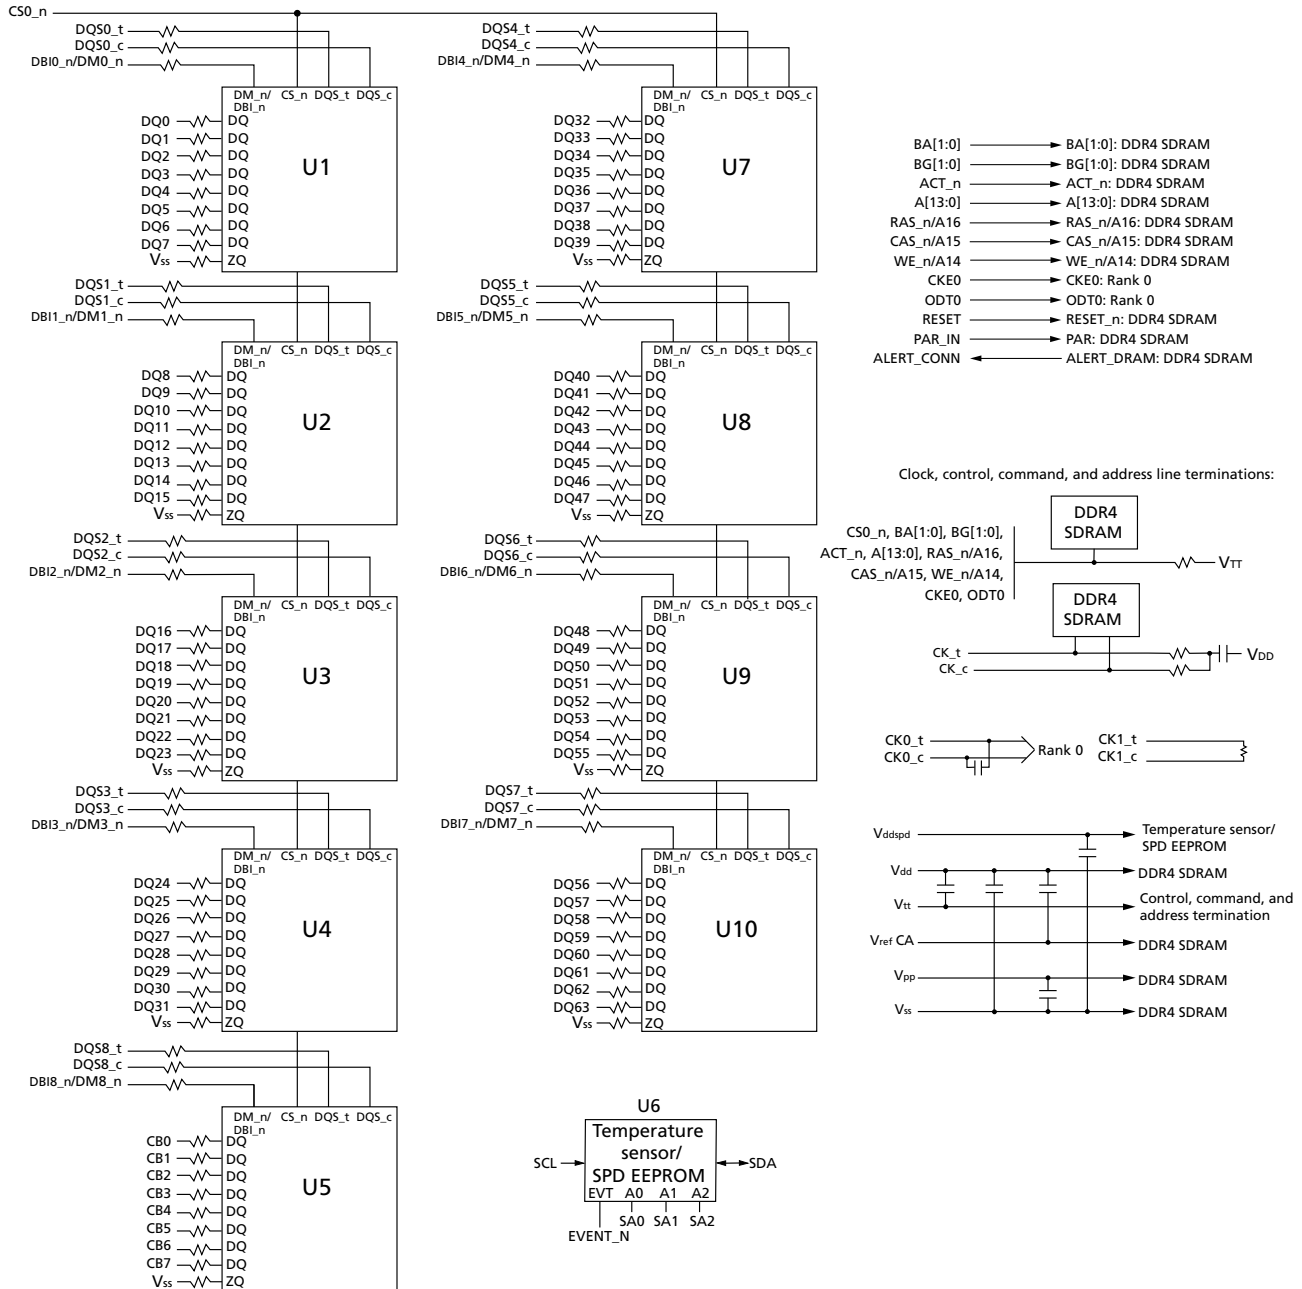 CS0_n
DQS0_t
DQS0_c
DBI0_n/DM0_n
DM_n/ CS_n DQS_t DQS_c
DBI_n
U1
DQ0 DQ
DQ1 DQ
DQ2 DQ
DQ3 DQ
DQ4 DQ
DQ5 DQ
DQ6 DQ
DQ7 DQ
Vss ZQ
DQS1_t
DQS1_c
DBI1_n/DM1_n
DM_n/ CS_n DQS_t DQS_c
DBI_n
U2
DQ8 DQ
DQ9 DQ
DQ10 DQ
DQ11 DQ
DQ12 DQ
DQ13 DQ
DQ14 DQ
DQ15 DQ
Vss ZQ
DQS2_t
DQS2_c
DBI2_n/DM2_n
DM_n/ CS_n DQS_t DQS_c
DBI_n
U3
DQ16 DQ
DQ17 DQ
DQ18 DQ
DQ19 DQ
DQ20 DQ
DQ21 DQ
DQ22 DQ
DQ23 DQ
Vss ZQ
DQS3_t
DQS3_c
DBI3_n/DM3_n
DM_n/ CS_n DQS_t DQS_c
DBI_n
U4
DQ24 DQ
DQ25 DQ
DQ26 DQ
DQ27 DQ
DQ28 DQ
DQ29 DQ
DQ30 DQ
DQ31 DQ
Vss ZQ
DQS8_t
DQS8_c
DBI8_n/DM8_n
DM_n/ CS_n DQS_t DQS_c
DBI_n
U5
CB0 DQ
CB1 DQ
CB2 DQ
CB3 DQ
CB4 DQ
CB5 DQ
CB6 DQ
CB7 DQ
Vss ZQ
DQS4_t
DQS4_c
DBI4_n/DM4_n
DM_n/ CS_n DQS_t DQS_c
DBI_n
U7
DQ32 DQ
DQ33 DQ
DQ34 DQ
DQ35 DQ
DQ36 DQ
DQ37 DQ
DQ38 DQ
DQ39 DQ
Vss ZQ
DQS5_t
DQS5_c
DBI5_n/DM5_n
DM_n/ CS_n DQS_t DQS_c
DBI_n
U8
DQ40 DQ
DQ41 DQ
DQ42 DQ
DQ43 DQ
DQ44 DQ
DQ45 DQ
DQ46 DQ
DQ47 DQ
Vss ZQ
DQS6_t
DQS6_c
DBI6_n/DM6_n
DM_n/ CS_n DQS_t DQS_c
DBI_n
U9
DQ48 DQ
DQ49 DQ
DQ50 DQ
DQ51 DQ
DQ52 DQ
DQ53 DQ
DQ54 DQ
DQ55 DQ
Vss ZQ
DQS7_t
DQS7_c
DBI7_n/DM7_n
DM_n/ CS_n DQS_t DQS_c
DBI_n
U10
DQ56 DQ
DQ57 DQ
DQ58 DQ
DQ59 DQ
DQ60 DQ
DQ61 DQ
DQ62 DQ
DQ63 DQ
Vss ZQ
U6
Temperature
sensor/
SPD EEPROM
SCL SDA
EVT A0 A1 A2
SA0 SA1 SA2
EVENT_N
BA[1:0] BA[1:0]: DDR4 SDRAM
BG[1:0] BG[1:0]: DDR4 SDRAM
ACT_n ACT_n: DDR4 SDRAM
A[13:0] A[13:0]: DDR4 SDRAM
RAS_n/A16 RAS_n/A16: DDR4 SDRAM
CAS_n/A15 CAS_n/A15: DDR4 SDRAM
WE_n/A14 WE_n/A14: DDR4 SDRAM
CKE0 CKE0: Rank 0
ODT0 ODT0: Rank 0
RESET RESET_n: DDR4 SDRAM
PAR_IN PAR: DDR4 SDRAM
ALERT_CONN ALERT_DRAM: DDR4 SDRAM
Clock, control, command, and address line terminations:
DDR4
SDRAM
CS0_n, BA[1:0], BG[1:0],
ACT_n, A[13:0], RAS_n/A16,
CAS_n/A15, WE_n/A14,
CKE0, ODT0
VTT
DDR4
SDRAM
CK_t
CK_c
VDD
CK0_t
CK0_c
Rank 0
CK1_t
CK1_c
Vddspd Temperature sensor/
SPD EEPROM
Vdd DDR4 SDRAM
Vtt Control, command, and
address termination
Vref CA DDR4 SDRAM
Vpp DDR4 SDRAM
Vss DDR4 SDRAM